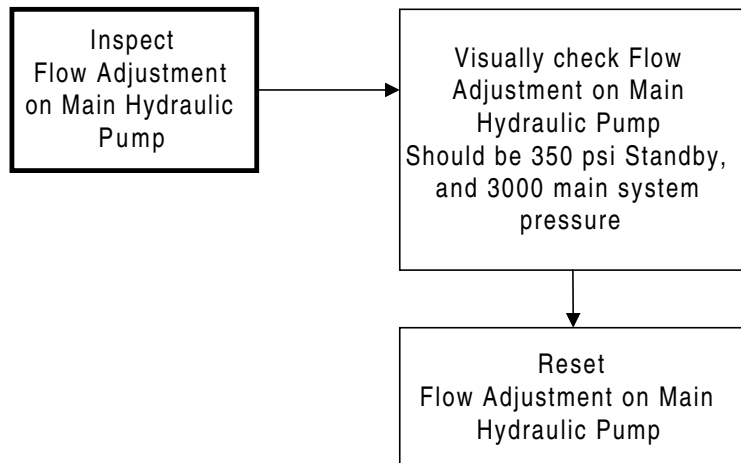 Inspect
Flow Adjustment
on Main Hydraulic
Pump
Visually check Flow
Adjustment on Main
Hydraulic Pump
Should be 350 psi Standby,
and 3000 main system
pressure
Reset
Flow Adjustment on Main
Hydraulic Pump